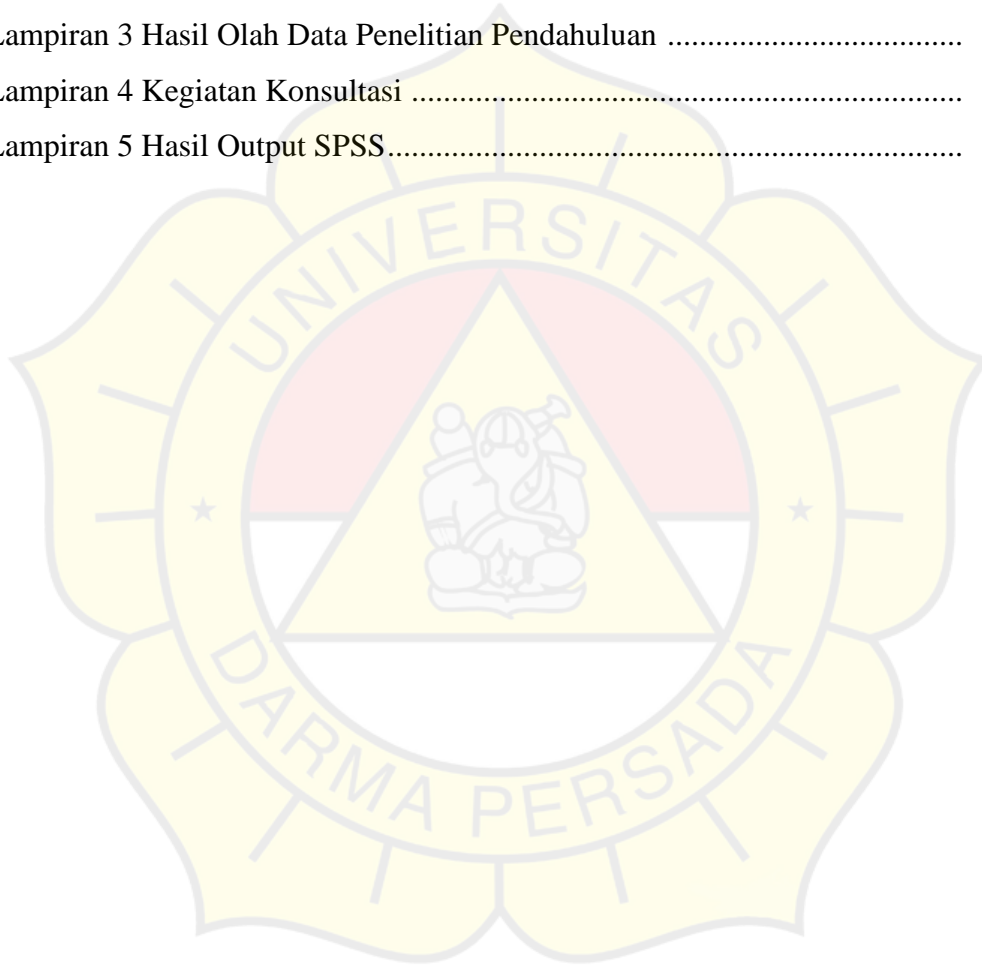 Lampiran 3 Hasil Olah Data Penelitian Pendahuluan .....................................
Lampiran 4 Kegiatan Konsultasi .....................................................................
Lampiran 5 Hasil Output SPSS........................................................................
UNIVERSITAS
DARMA PERSADA